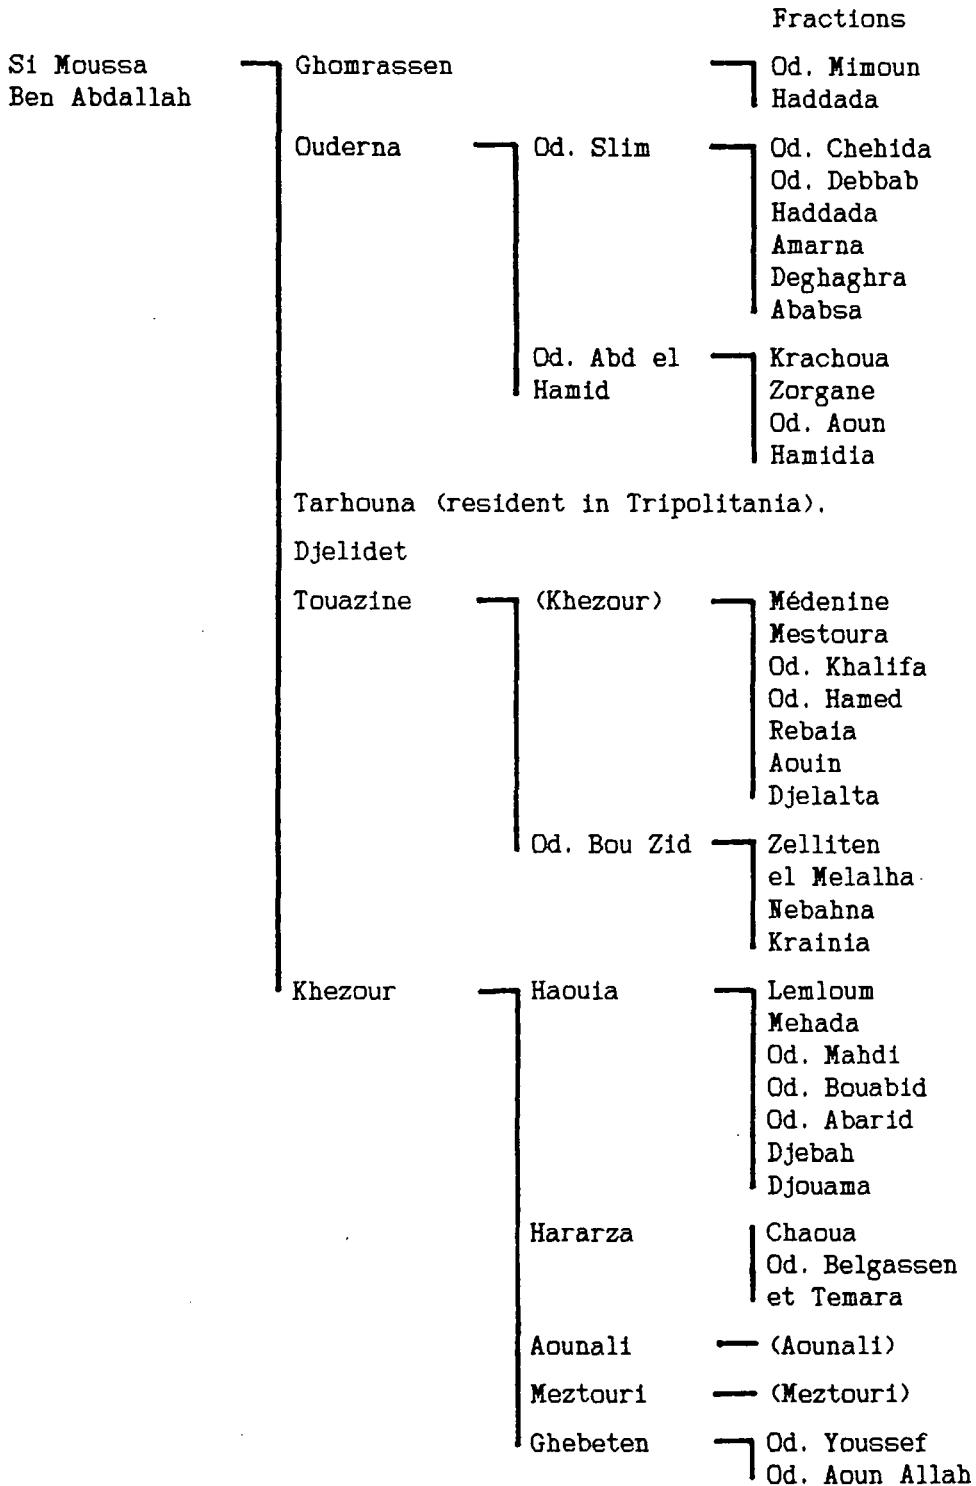 Fractions
Si Moussa Ghomrassen Od. Mimoun
Ben Abdallah Haddada
Ouderna Od. Slim Od. Chehida
Od. Debbab
Haddada
Amarna
Deghaghra
Ababsa
Od. Abd el Krachoua
Hamid Zorgane
Od. Aoun
Hamidia
Tarhouna (resident in Tripolitania).
Djelidet
Touazine (Khezour) Médenine
Mestoura
Od. Khalifa
Od. Hamed
Rebaia
Aouin
Djelalta
Od. Bou Zid Zelliten
el Melalha
Nebahna
Krainia
Khezour Haouia Lemloum
Mehada
Od. Mahdi
Od. Bouabid
Od. Abarid
Djebah
Djouama
Hararza Chaoua
Od. Belgassen
et Temara
Aounali (Aounali)
Meztouri (Meztouri)
Ghebeten Od. Youssef
Od. Aoun Allah